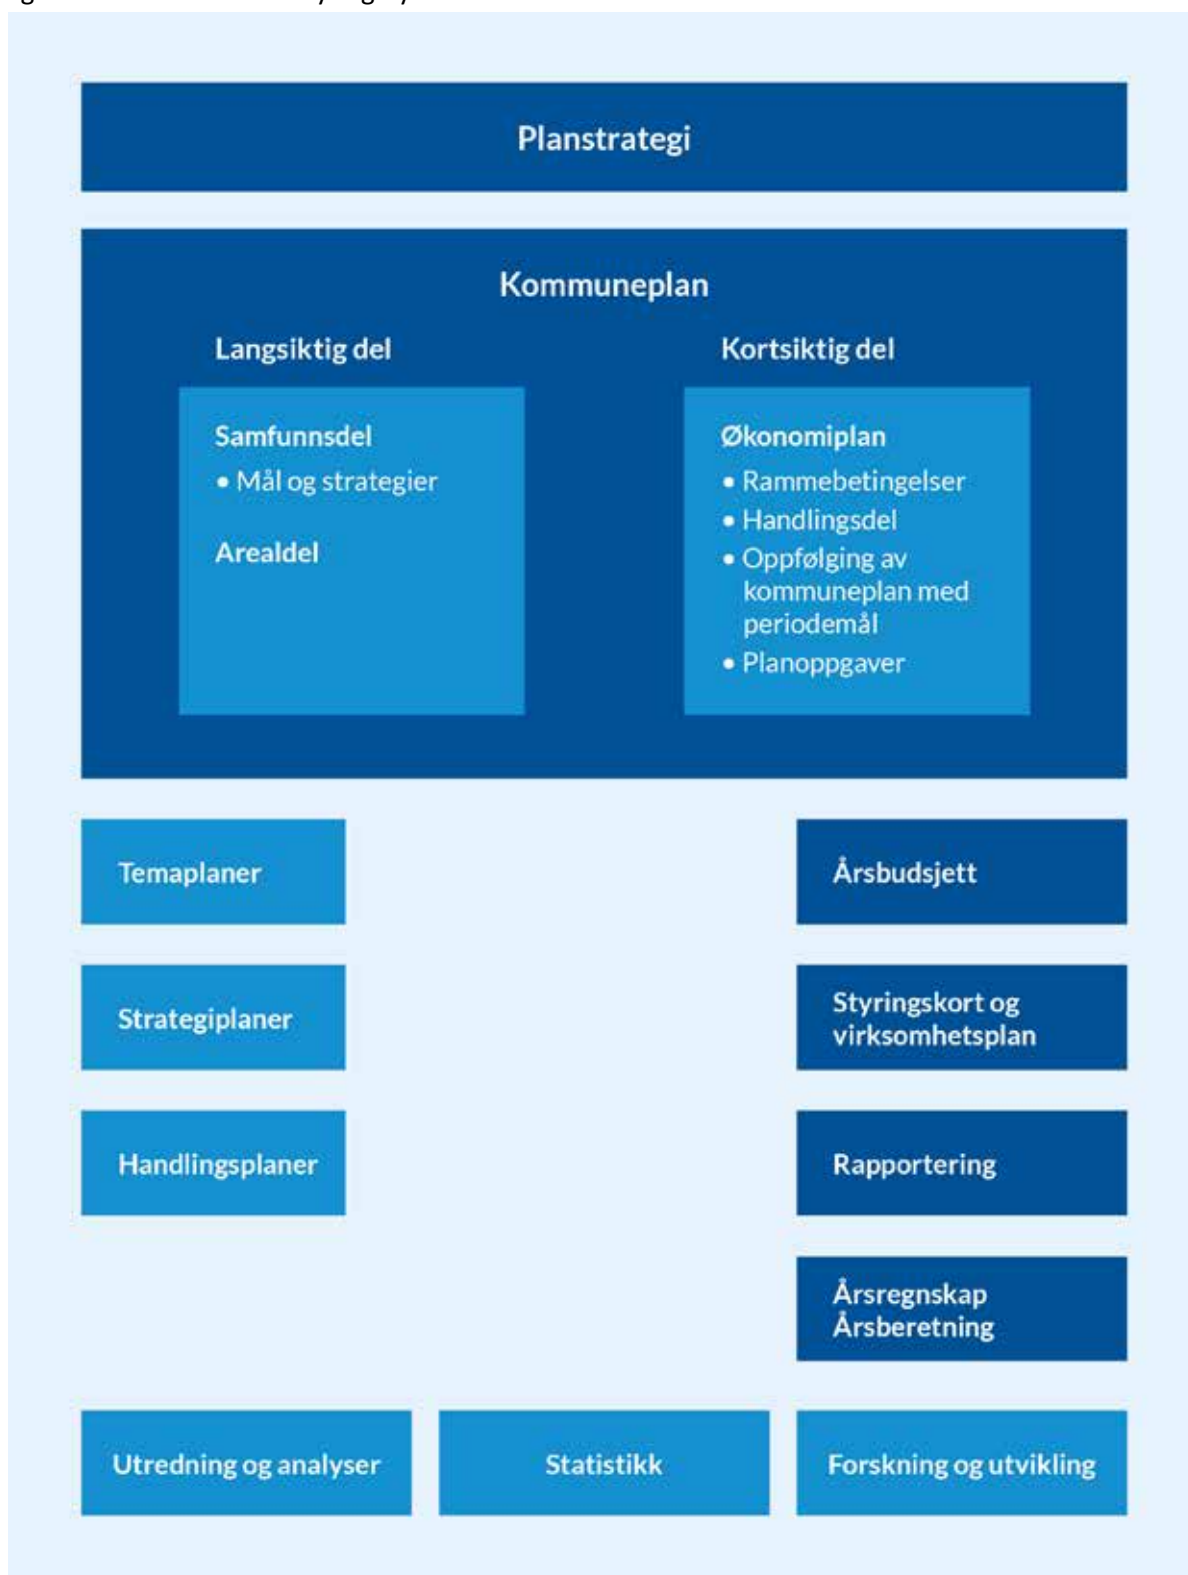 Planstrategi
Kommuneplan
Langsiktig del
Samfunnsdel
• Mål og strategier
Arealdel
Kortsiktig del
Økonomiplan
• Rammebetingelser
• Handlingsdel
• Oppfølging av
kommuneplan med
periodemål
• Planoppgaver
Temaplaner
Strategiplaner
Handlingsplaner
Årsbudsjett
Styringskort og
virksomhetsplan
Rapportering
Årsregnskap
Årsberetning
Utredning og analyser
Statistikk
Forskning og utvikling